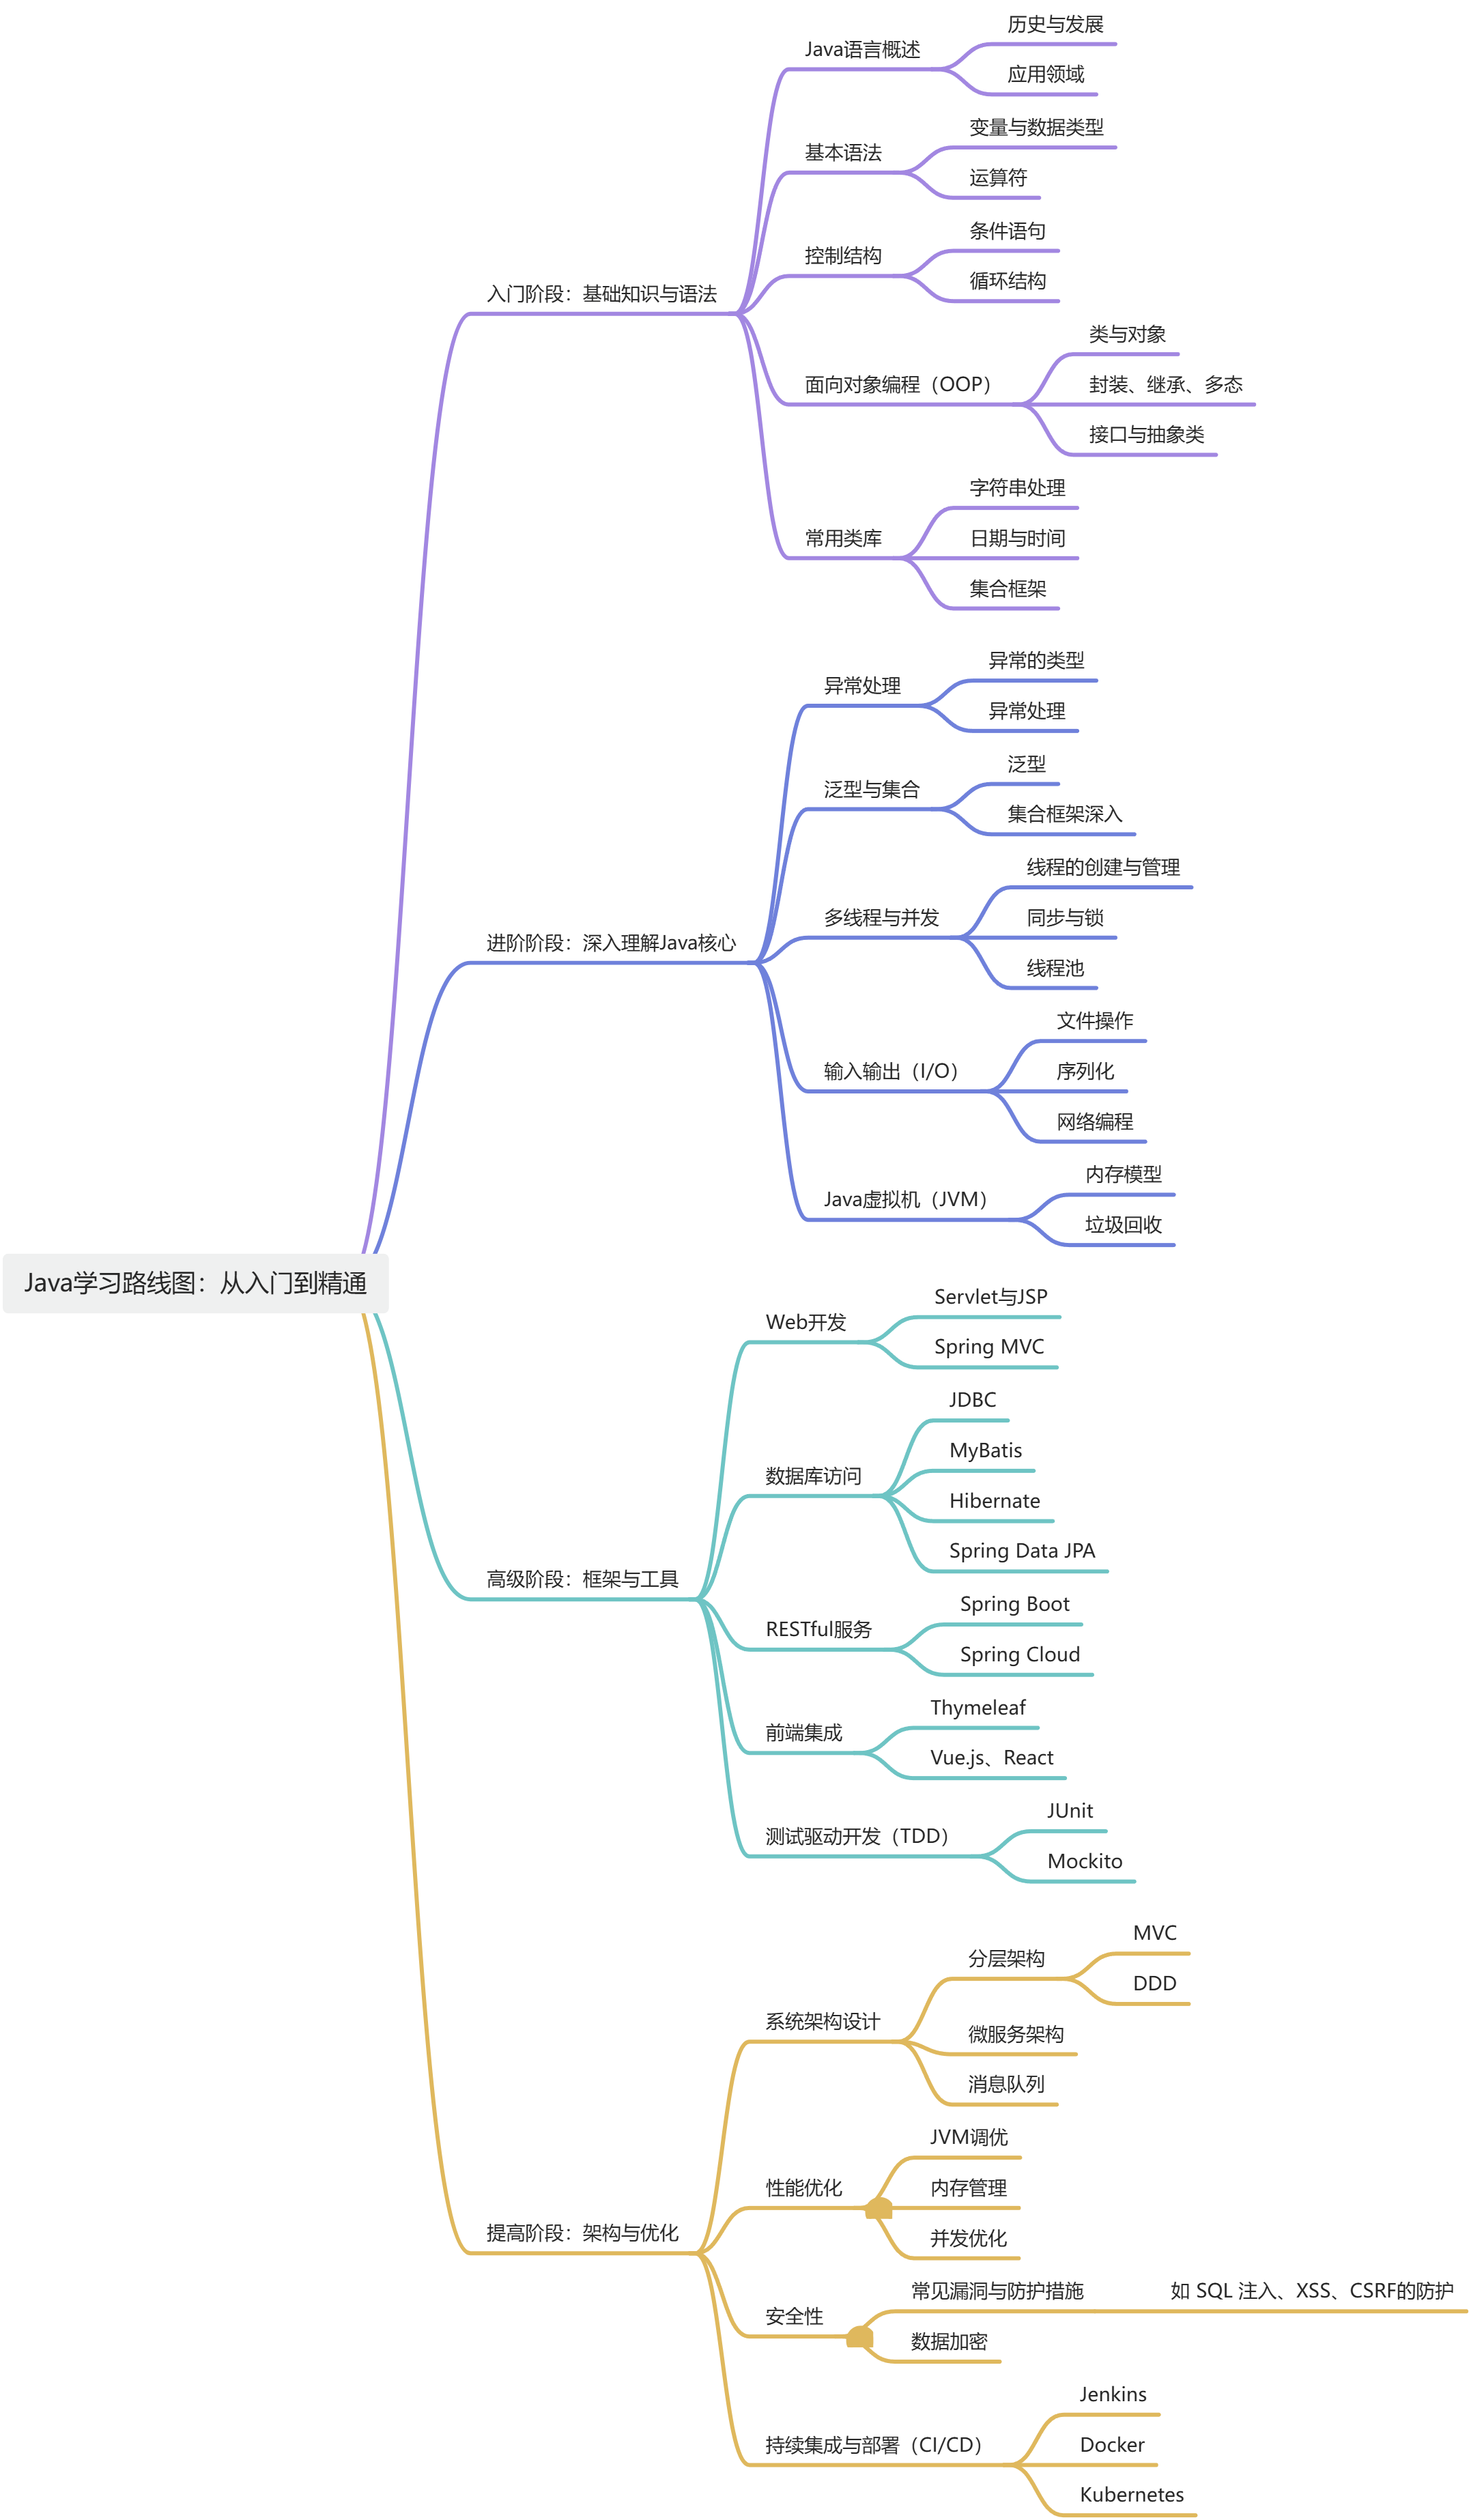 Java学习路线图：从入门到精通
入门阶段：基础知识与语法
Java语言概述
历史与发展
应用领域
基本语法
变量与数据类型
运算符
控制结构
条件语句
循环结构
面向对象编程（OOP）
类与对象
封装、继承、多态
接口与抽象类
常用类库
字符串处理
日期与时间
集合框架
进阶阶段：深入理解Java核心
异常处理
异常的类型
异常处理
泛型与集合
泛型
集合框架深入
多线程与并发
线程的创建与管理
同步与锁
线程池
输入输出（I/O）
文件操作
序列化
网络编程
Java虚拟机（JVM）
内存模型
垃圾回收
高级阶段：框架与工具
Web开发
Servlet与JSP
Spring MVC
数据库访问
JDBC
MyBatis
Hibernate
Spring Data JPA
RESTful服务
Spring Boot
Spring Cloud
前端集成
Thymeleaf
Vue.js、React
测试驱动开发（TDD）
JUnit
Mockito
提高阶段：架构与优化
系统架构设计
分层架构
MVC
DDD
微服务架构
消息队列
性能优化
JVM调优
内存管理
并发优化
安全性
常见漏洞与防护措施
如 SQL 注入、XSS、CSRF的防护
数据加密
持续集成与部署（CI/CD）
Jenkins
Docker
Kubernetes